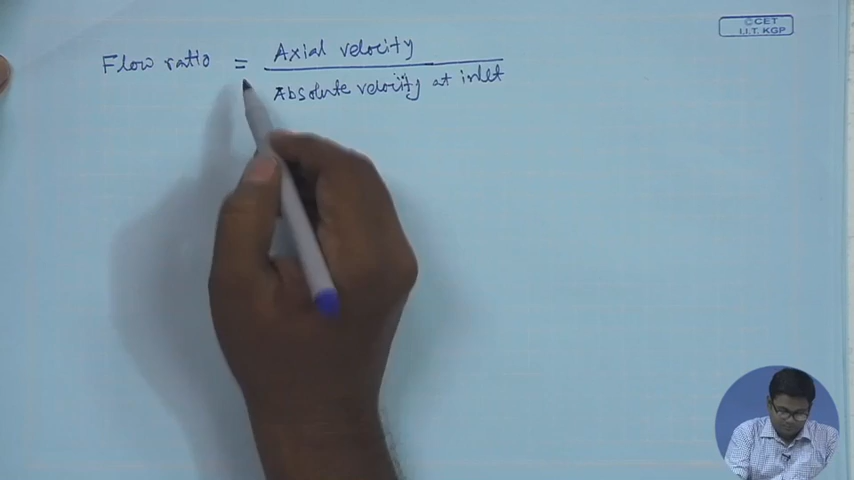 ©CET
I.I.T. KGP
Flow ratio = Axial velocity
Absolute velocity at inlet